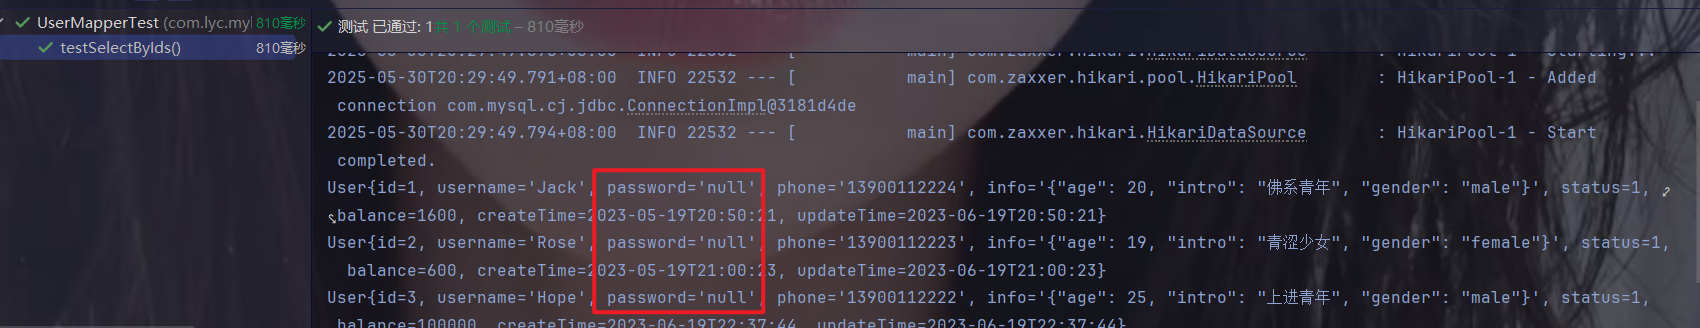 UserMapperTest (com.lyc.myl 810毫秒
testSelectByIds() 810毫秒
测试 已通过: 1共 1 个测试 – 810毫秒
2025-05-30T20:29:49.791+08:00  INFO 22532 --- [           main] com.zaxxer.hikari.pool.HikariPool        : HikariPool-1 - Added
connection com.mysql.cj.jdbc.ConnectionImpl@3181d4de
2025-05-30T20:29:49.794+08:00  INFO 22532 --- [           main] com.zaxxer.hikari.HikariDataSource       : HikariPool-1 - Start
completed.
User{id=1, username='Jack', password='null', phone='13900112224', info='{"age": 20, "intro": "佛系青年", "gender": "male"}', status=1,
balance=1600, createTime=2023-05-19T20:50:21, updateTime=2023-06-19T20:50:21}
User{id=2, username='Rose', password='null', phone='13900112223', info='{"age": 19, "intro": "青涩少女", "gender": "female"}', status=1,
balance=600, createTime=2023-05-19T21:00:23, updateTime=2023-06-19T21:00:23}
User{id=3, username='Hope', password='null', phone='13900112222', info='{"age": 25, "intro": "上进青年", "gender": "male"}', status=1,
balance=100000, createTime=2023-06-19T22:37:44, updateTime=2023-06-19T22:37:44}